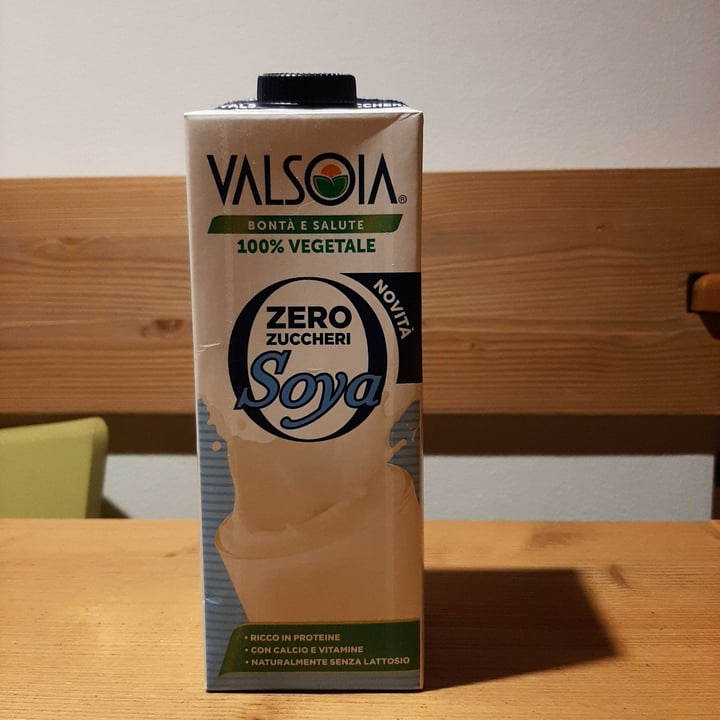 VALSOIA®
BONTÀ E SALUTE
100% VEGETALE
NOVITÀ
ZERO
ZUCCHERI
Soya
• RICCO IN PROTEINE
• CON CALCIO E VITAMINE
• NATURALMENTE SENZA LATTOSIO